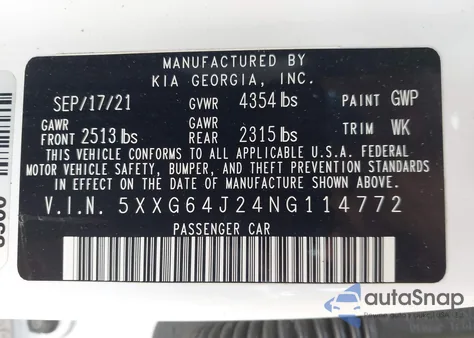 MANUFACTURED BY
KIA GEORGIA, INC.
SEP/17/21 GVWR 4354 lbs PAINT GWP
GAWR FRONT 2513 lbs GAWR REAR 2315 lbs TRIM WK
THIS VEHICLE CONFORMS TO ALL APPLICABLE U.S.A. FEDERAL
MOTOR VEHICLE SAFETY, BUMPER, AND THEFT PREVENTION STANDARDS
IN EFFECT ON THE DATE OF MANUFACTURE SHOWN ABOVE.
V.I.N. 5XXG64J24NG114772
PASSENGER CAR
autoSnap